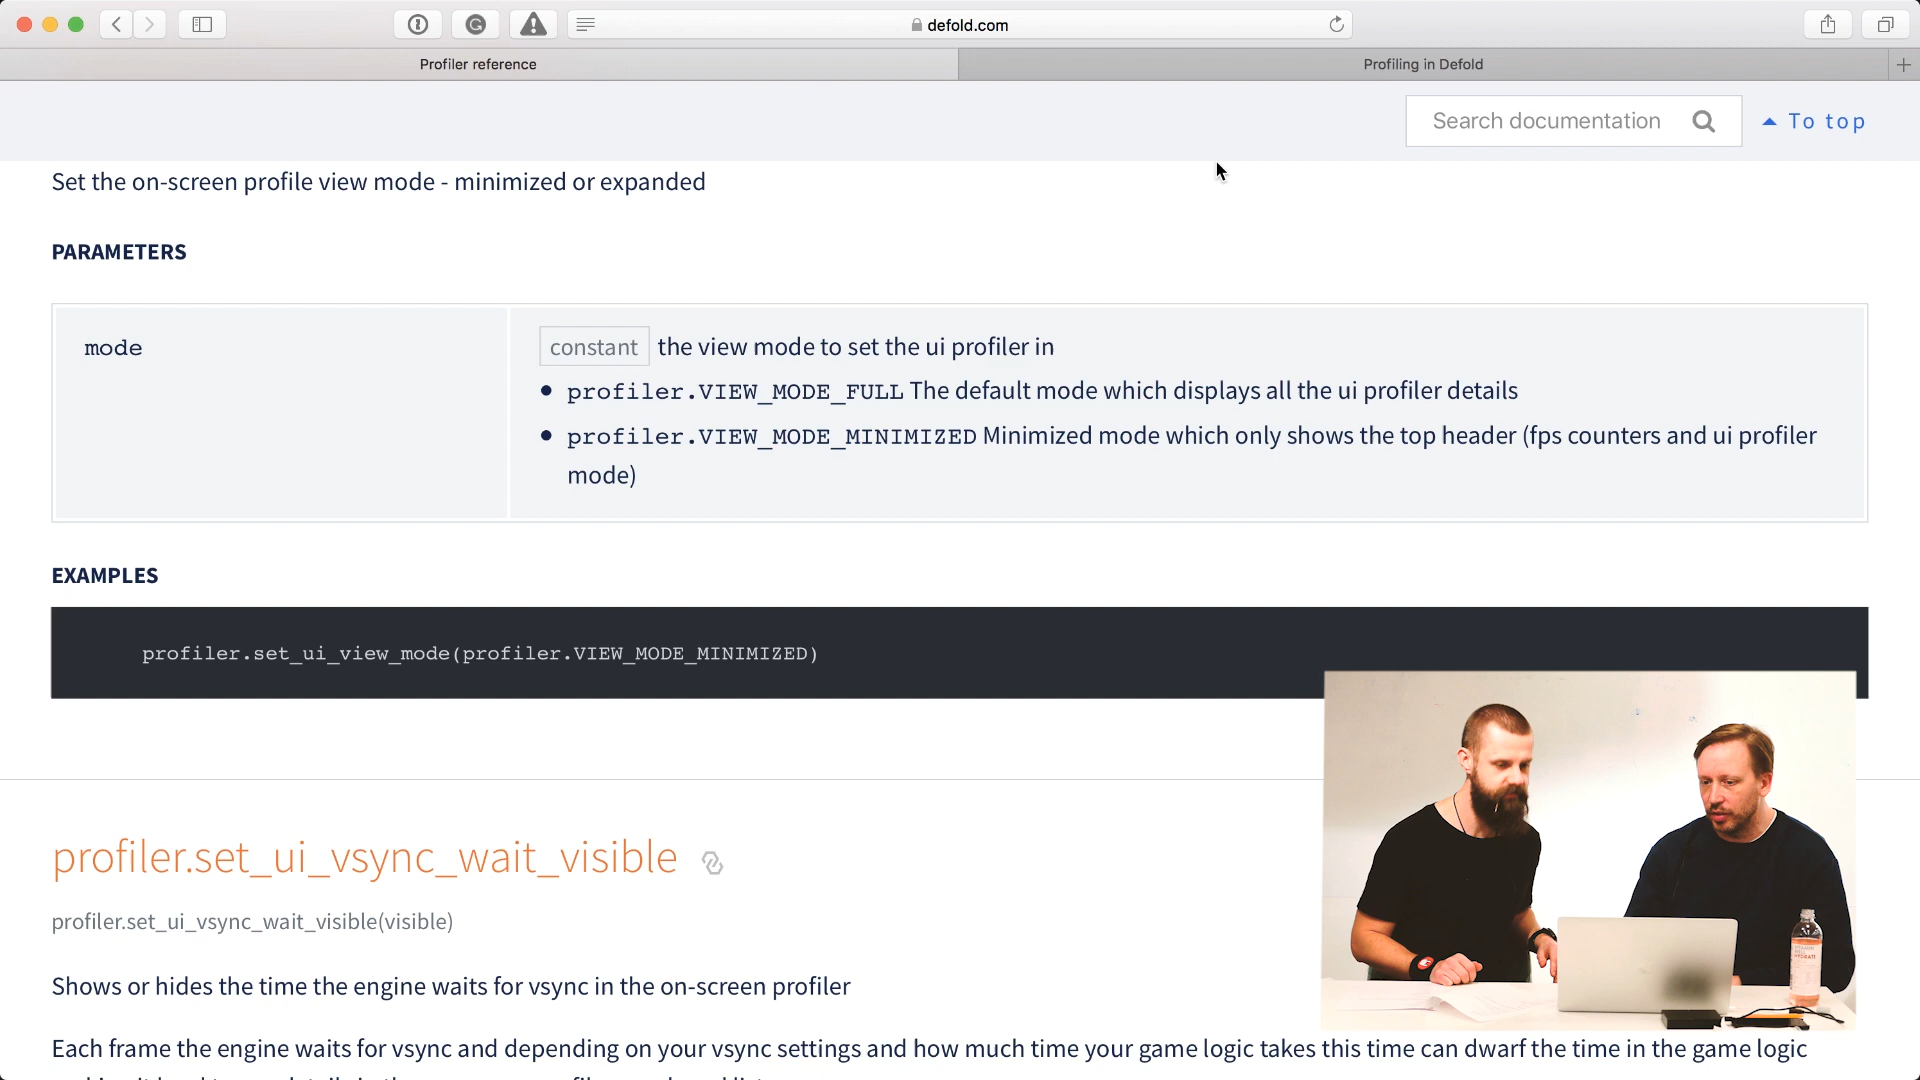 defold.com
Profiler reference
Profiling in Defold
Search documentation
To top
Set the on-screen profile view mode - minimized or expanded
PARAMETERS
mode
constant the view mode to set the ui profiler in
profiler.VIEW_MODE_FULL The default mode which displays all the ui profiler details
profiler.VIEW_MODE_MINIMIZED Minimized mode which only shows the top header (fps counters and ui profiler
mode)
EXAMPLES
profiler.set_ui_view_mode(profiler.VIEW_MODE_MINIMIZED)
profiler.set_ui_vsync_wait_visible
profiler.set_ui_vsync_wait_visible(visible)
Shows or hides the time the engine waits for vsync in the on-screen profiler
Each frame the engine waits for vsync and depending on your vsync settings and how much time your game logic takes this time can dwarf the time in the game logic